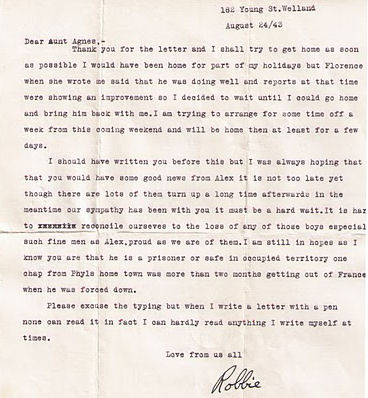 182 Young St.Welland
August 24/43
Dear Aunt Agnes,-
Thank you for the letter and I shall try to get home as soon
as possible I would have been home for part of my holidays but Florence
when she wrote me said that he was doing well and reports at that time
were showing an improvement so I decided to wait until I could go home
and bring him back with me.I am trying to arrange for some time off a
week from this coming weekend and will be home then at least for a few
days.
I should have written you before this but I was always hoping that
that you would have some good news from Alex it is not too late yet
though there are lots of them turn up a long time afterwards in the
meantime our sympathy has been with you it must be a hard wait.It is har
to reconcile ourselves to the loss of any of those boys especial
such fine men as Alex,proud as we are of them.I am still in hopes as I
know you are that he is a prisoner or safe in occupied territory one
chap from Phyls home town was more than two months getting out of France
when he was forced down.
Please excuse the typing but when I write a letter with a pen
none can read it in fact I can hardly read anything I write myself at
times.
Love from us all
Robbie